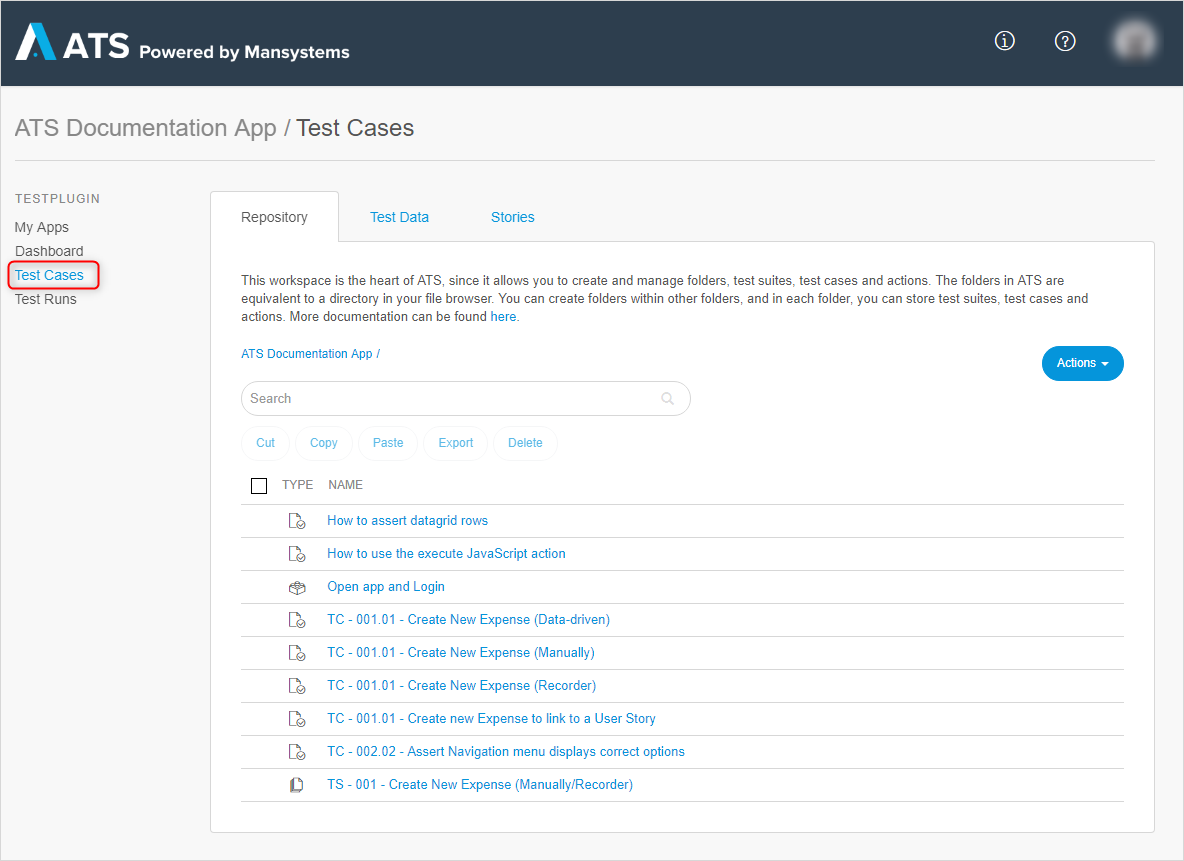 ATS Powered by Mansystems
ATS Documentation App / Test Cases
TESTPLUGIN
My Apps
Dashboard
Test Cases
Test Runs
Repository
Test Data
Stories
This workspace is the heart of ATS, since it allows you to create and manage folders, test suites, test cases and actions. The folders in ATS are
equivalent to a directory in your file browser. You can create folders within other folders, and in each folder, you can store test suites, test cases and
actions. More documentation can be found here.
ATS Documentation App /
Actions
Search
Cut
Copy
Paste
Export
Delete
TYPE NAME
How to assert datagrid rows
How to use the execute JavaScript action
Open app and Login
TC - 001.01 - Create New Expense (Data-driven)
TC - 001.01 - Create New Expense (Manually)
TC - 001.01 - Create New Expense (Recorder)
TC - 001.01 - Create new Expense to link to a User Story
TC - 002.02 - Assert Navigation menu displays correct options
TS - 001 - Create New Expense (Manually/Recorder)